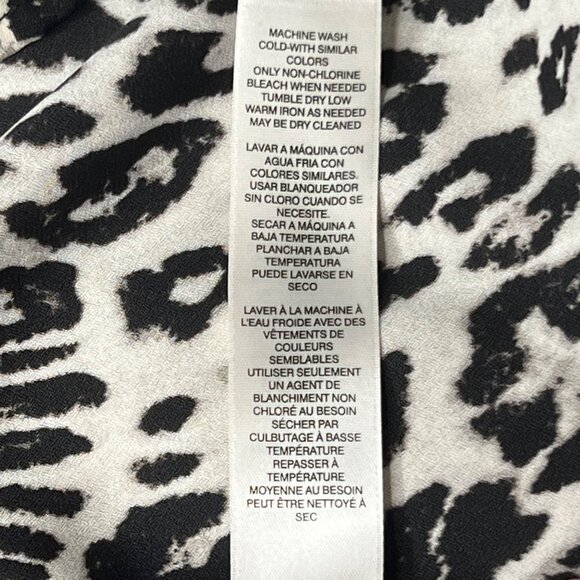 MACHINE WASH
COLD-WITH SIMILAR
COLORS
ONLY NON-CHLORINE
BLEACH WHEN NEEDED
TUMBLE DRY LOW
WARM IRON AS NEEDED
MAY BE DRY CLEANED
LAVAR A MÁQUINA CON
AGUA FRIA CON
COLORES SIMILARES.
USAR BLANQUEADOR
SIN CLORO CUANDO SE
NECESITE.
SECAR A MÁQUINA A
BAJA TEMPERATURA
PLANCHAR A BAJA
TEMPERATURA
PUEDE LAVARSE EN
SECO
LAVER À LA MACHINE À
L'EAU FROIDE AVEC DES
VÊTEMENTS DE
COULEURS
SEMBLABLES
UTILISER SEULEMENT
UN AGENT DE
BLANCHIMENT NON
CHLORÉ AU BESOIN
SÉCHER PAR
CULBUTAGE À BASSE
TEMPÉRATURE
REPASSER À
TEMPÉRATURE
MOYENNE AU BESOIN
PEUT ÊTRE NETTOYÉ À
SEC